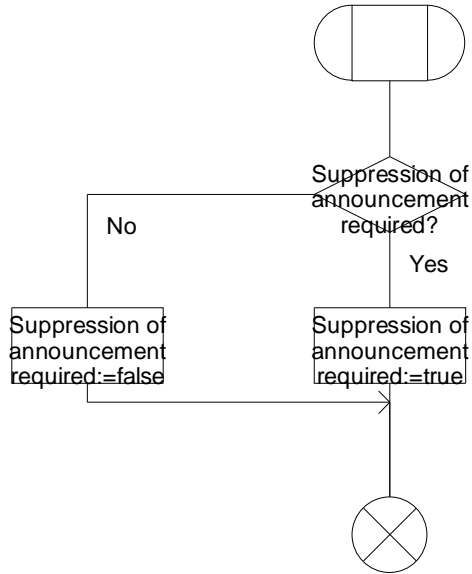 Suppression of
announcement
required?
No
Yes
Suppression of
announcement
required:=false
Suppression of
announcement
required:=true